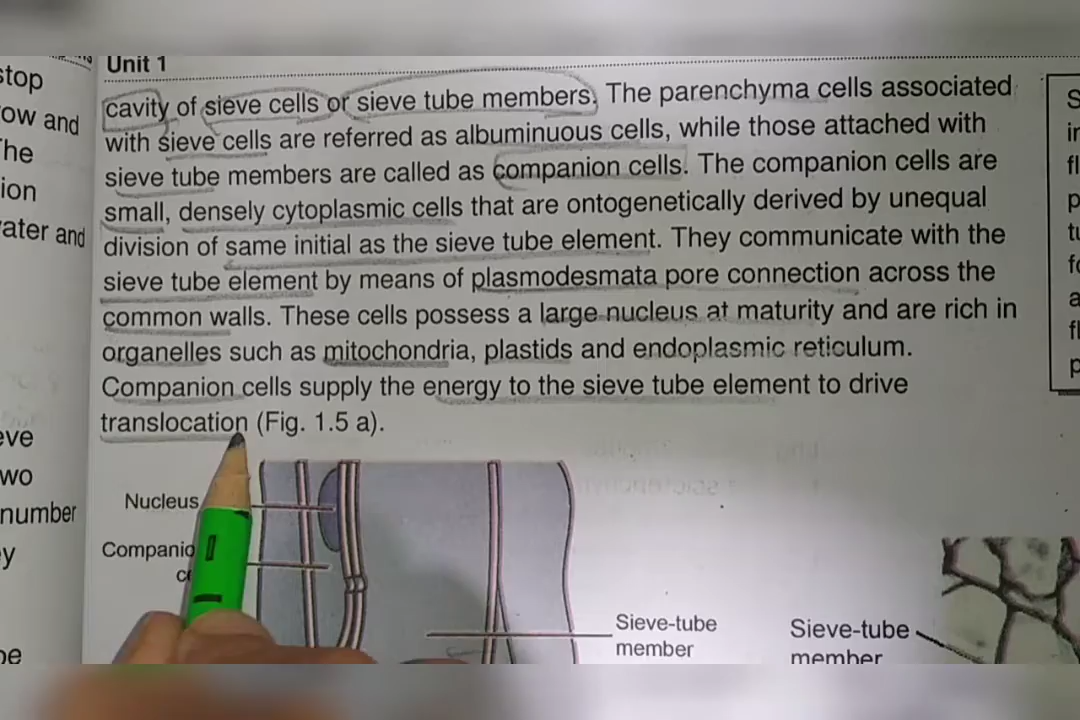 Unit 1
stop
ow and
he
ion
ater and
eve
wo
number
y
cavity of sieve cells or sieve tube members. The parenchyma cells associated
with sieve cells are referred as albuminuous cells, while those attached with
sieve tube members are called as companion cells. The companion cells are
small, densely cytoplasmic cells that are ontogenetically derived by unequal
division of same initial as the sieve tube element. They communicate with the
sieve tube element by means of plasmodesmata pore connection across the
common walls. These cells possess a large nucleus at maturity and are rich in
organelles such as mitochondria, plastids and endoplasmic reticulum.
Companion cells supply the energy to the sieve tube element to drive
translocation (Fig. 1.5 a).
Nucleus
Companio
c
Sieve-tube
member
Sieve-tube
member